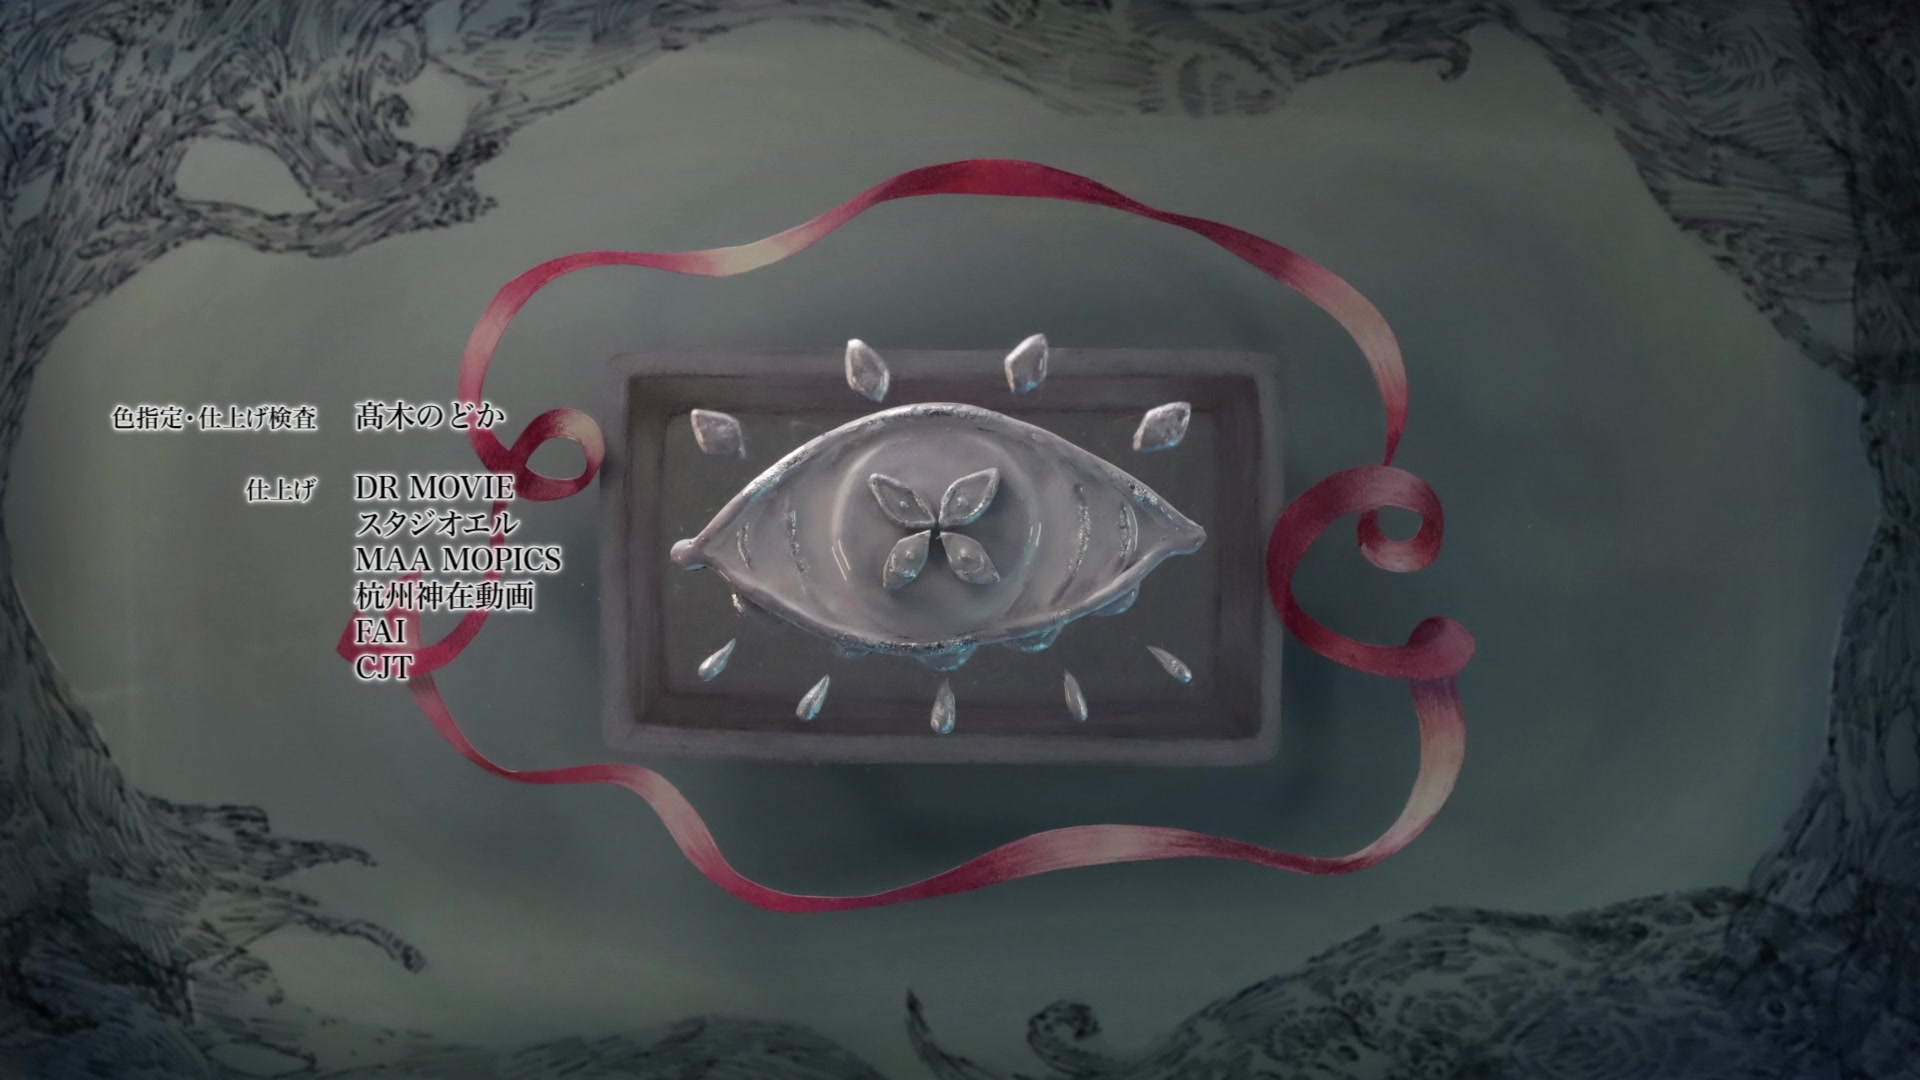 色指定・仕上げ検査 髙木のどか
仕上げ DR MOVIE
スタジオエル
MAA MOPICS
杭州神在動画
FAI
CJT